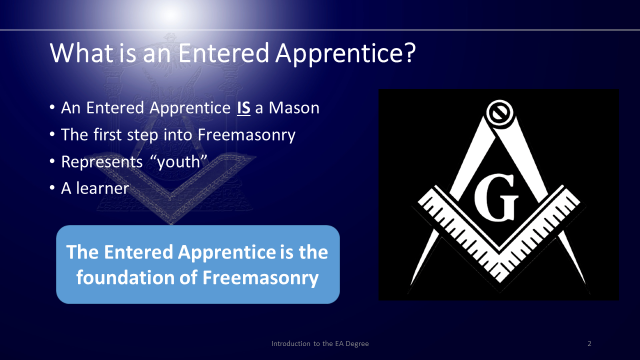 What is an Entered Apprentice?
• An Entered Apprentice IS a Mason
• The first step into Freemasonry
• Represents “youth”
• A learner
The Entered Apprentice is the
foundation of Freemasonry
G
Introduction to the EA Degree
2